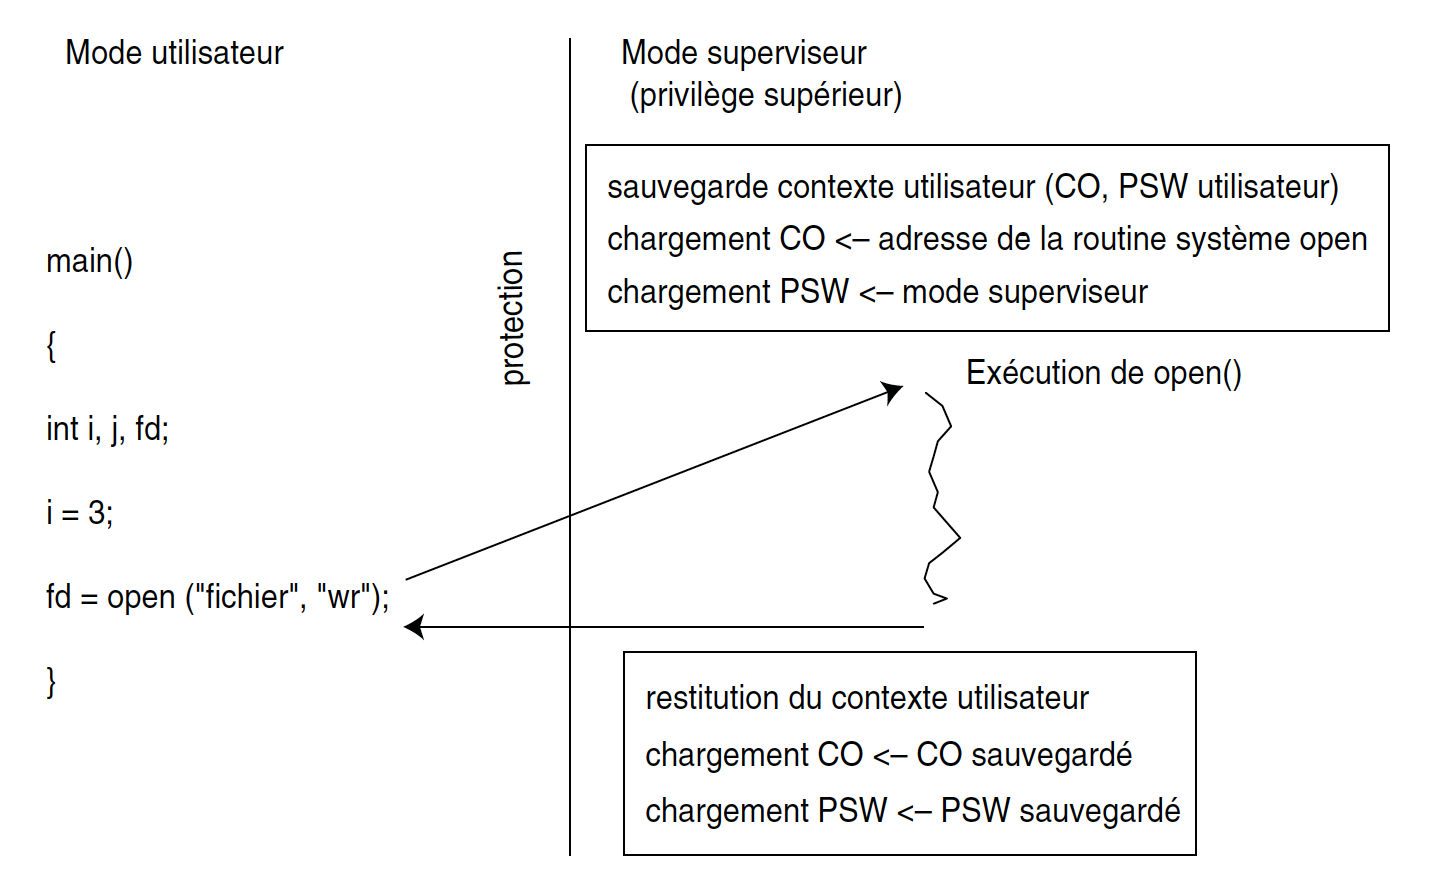 Mode utilisateur
Mode superviseur
(privilège supérieur)
sauvegarde contexte utilisateur (CO, PSW utilisateur)
chargement CO <– adresse de la routine système open
chargement PSW <– mode superviseur
protection
main()
{
int i, j, fd;
i = 3;
fd = open ("fichier", "wr");
}
Exécution de open()
restitution du contexte utilisateur
chargement CO <– CO sauvegardé
chargement PSW <– PSW sauvegardé